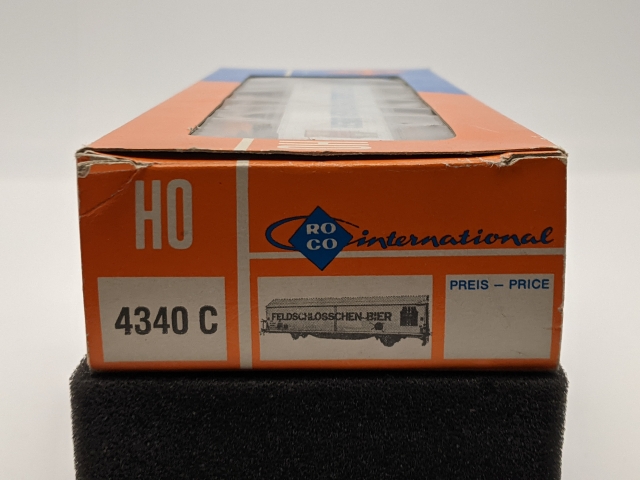 HO
ROCO international
4340 C
FELDSCHLÖSSCHEN-BIER
PREIS – PRICE